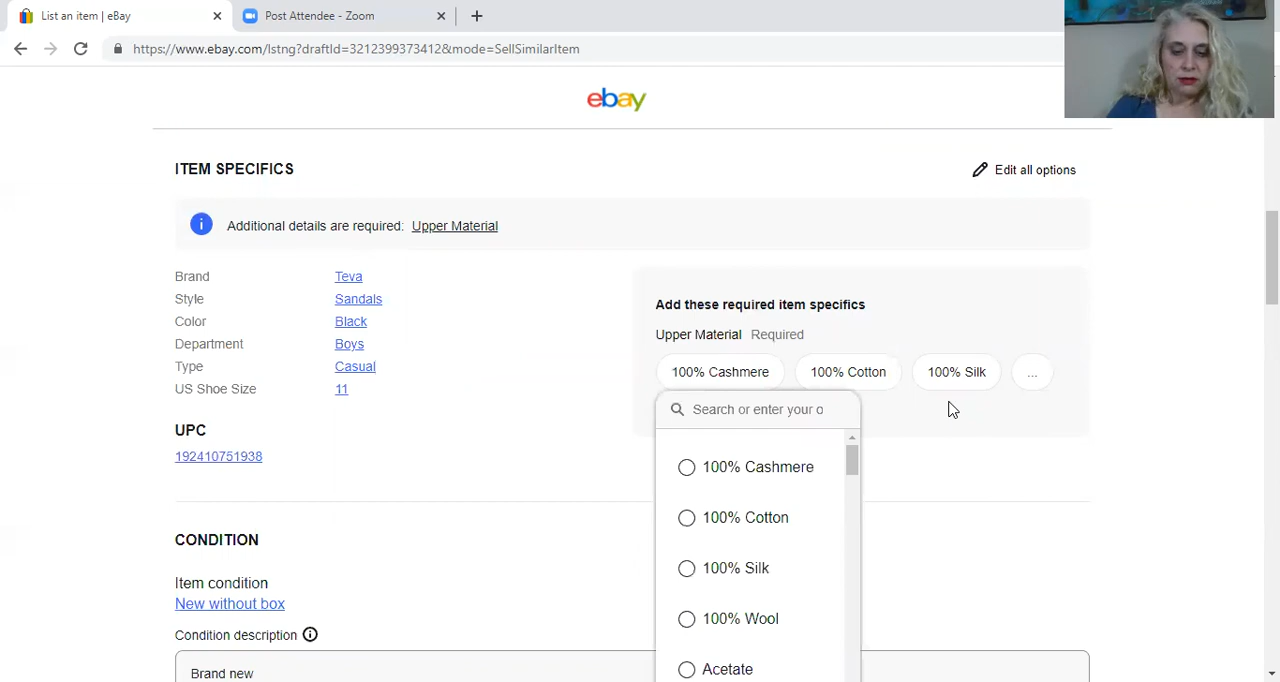 List an item | eBay
Post Attendee - Zoom
https://www.ebay.com/lstng?draftId=3212399373412&mode=SellSimilarItem
ebay
ITEM SPECIFICS
Edit all options
Additional details are required: Upper Material
Brand Teva
Style Sandals
Color Black
Department Boys
Type Casual
US Shoe Size 11
UPC
192410751938
Add these required item specifics
Upper Material Required
100% Cashmere 100% Cotton 100% Silk ...
Search or enter your o
100% Cashmere
100% Cotton
100% Silk
100% Wool
Acetate
CONDITION
Item condition
New without box
Condition description
Brand new